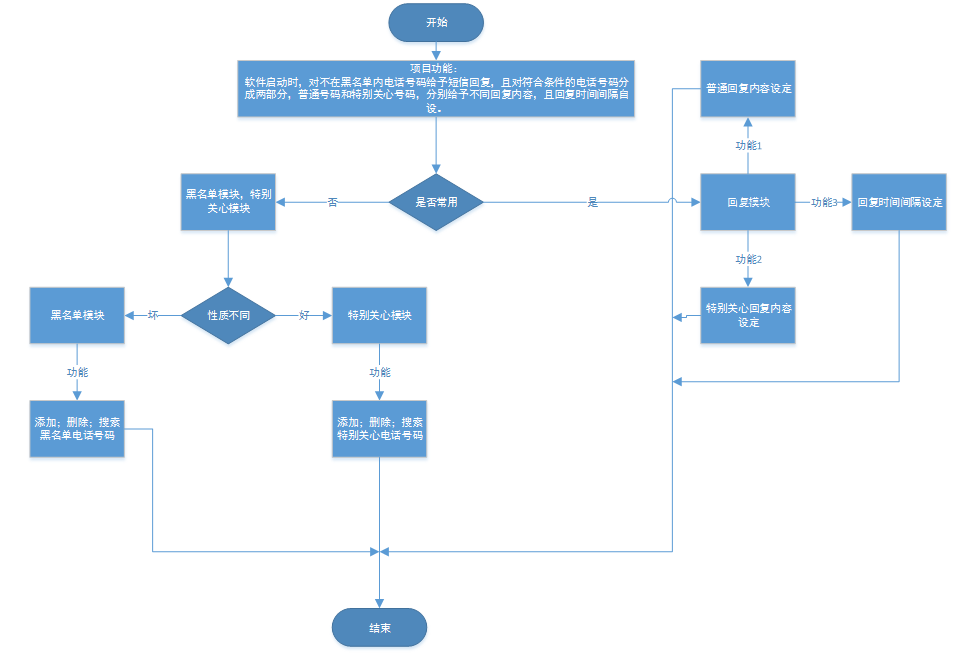 开始
项目功能：
软件启动时，对不在黑名单内电话号码给予短信回复，且对符合条件的电话号码分
成两部分，普通号码和特别关心号码，分别给予不同回复内容，且回复时间间隔自
设。
普通回复内容设定
功能1
黑名单模块，特别
关心模块
否
是否常用
是
回复模块
功能3
回复时间间隔设定
功能2
黑名单模块
坏
性质不同
好
特别关心模块
特别关心回复内容
设定
功能
功能
添加；删除；搜索
黑名单电话号码
添加；删除；搜索
特别关心电话号码
结束